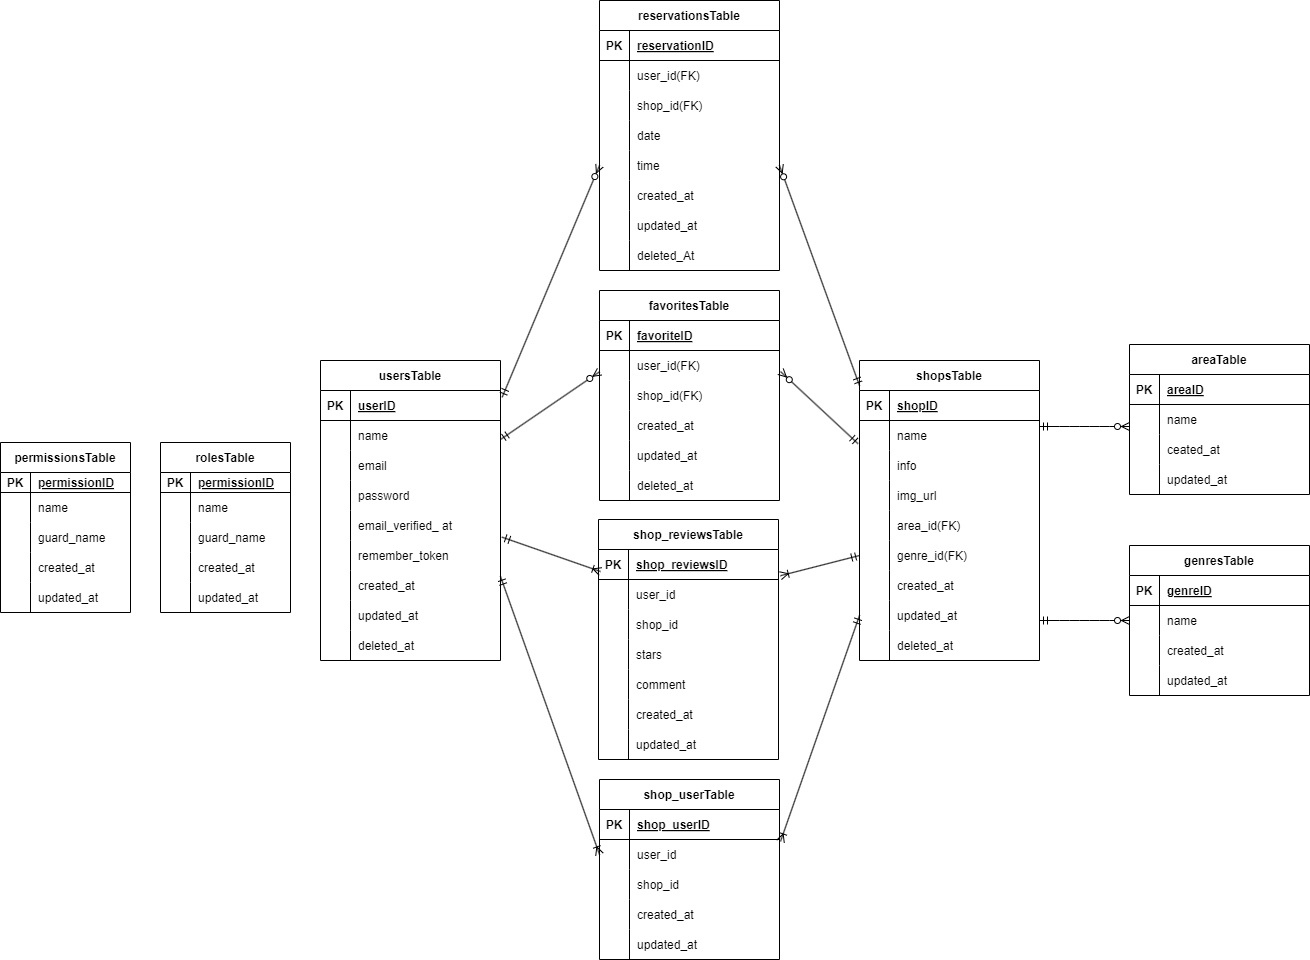 reservationsTable
PK reservationID
user_id(FK)
shop_id(FK)
date
time
created_at
updated_at
deleted_At
favoritesTable
PK favoriteID
user_id(FK)
shop_id(FK)
created_at
updated_at
deleted_at
usersTable
PK userID
name
email
password
email_verified_ at
remember_token
created_at
updated_at
deleted_at
shopsTable
PK shopID
name
info
img_url
area_id(FK)
genre_id(FK)
created_at
updated_at
deleted_at
areaTable
PK areaID
name
ceated_at
updated_at
permissionsTable
PK permissionID
name
guard_name
created_at
updated_at
rolesTable
PK permissionID
name
guard_name
created_at
updated_at
shop_reviewsTable
PK shop_reviewsID
user_id
shop_id
stars
comment
created_at
updated_at
genresTable
PK genreID
name
created_at
updated_at
shop_userTable
PK shop_userID
user_id
shop_id
created_at
updated_at